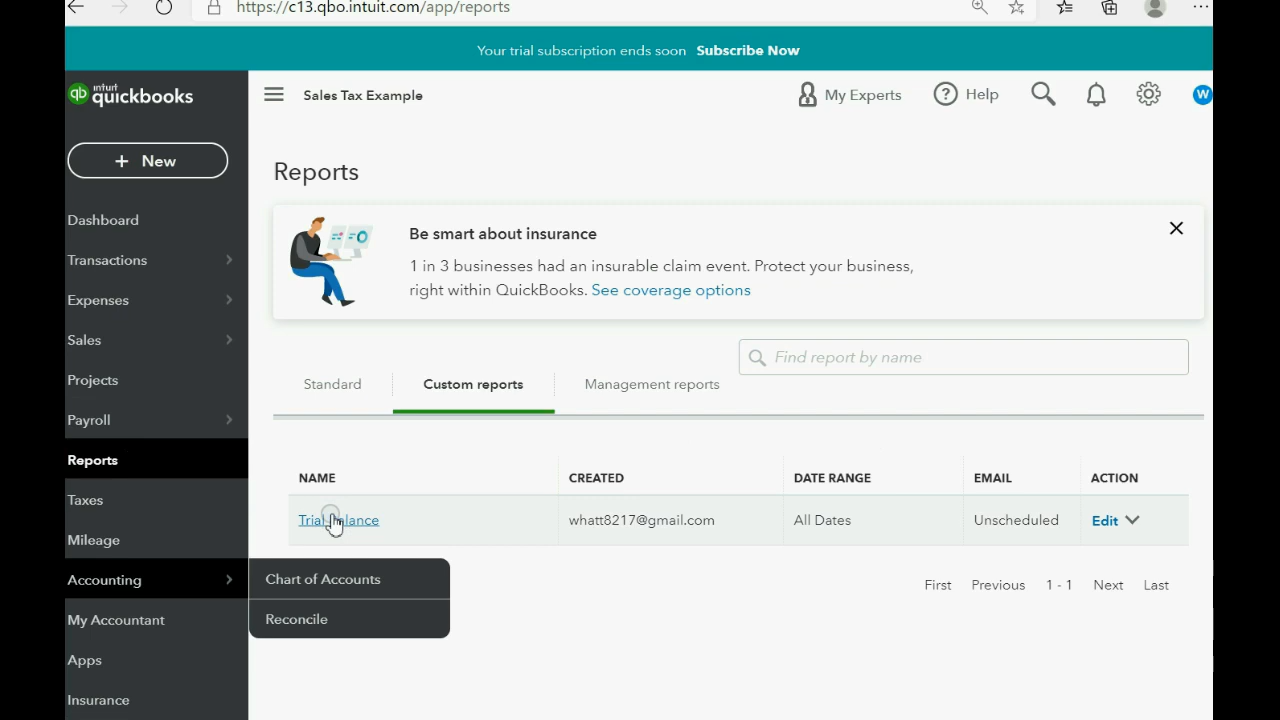 https://c13.qbo.intuit.com/app/reports
Your trial subscription ends soon Subscribe Now
intuit
quickbooks
Sales Tax Example
My Experts
Help
W
+ New
Reports
Dashboard
Be smart about insurance
Transactions
1 in 3 businesses had an insurable claim event. Protect your business,
right within QuickBooks. See coverage options
Expenses
Sales
Find report by name
Projects
Standard
Custom reports
Management reports
Payroll
Reports
NAME CREATED DATE RANGE EMAIL ACTION
Taxes
Trial whatt8217@gmail.com All Dates Unscheduled Edit
Mileage
Accounting
Chart of Accounts
First Previous 1 - 1 Next Last
My Accountant
Reconcile
Apps
Insurance